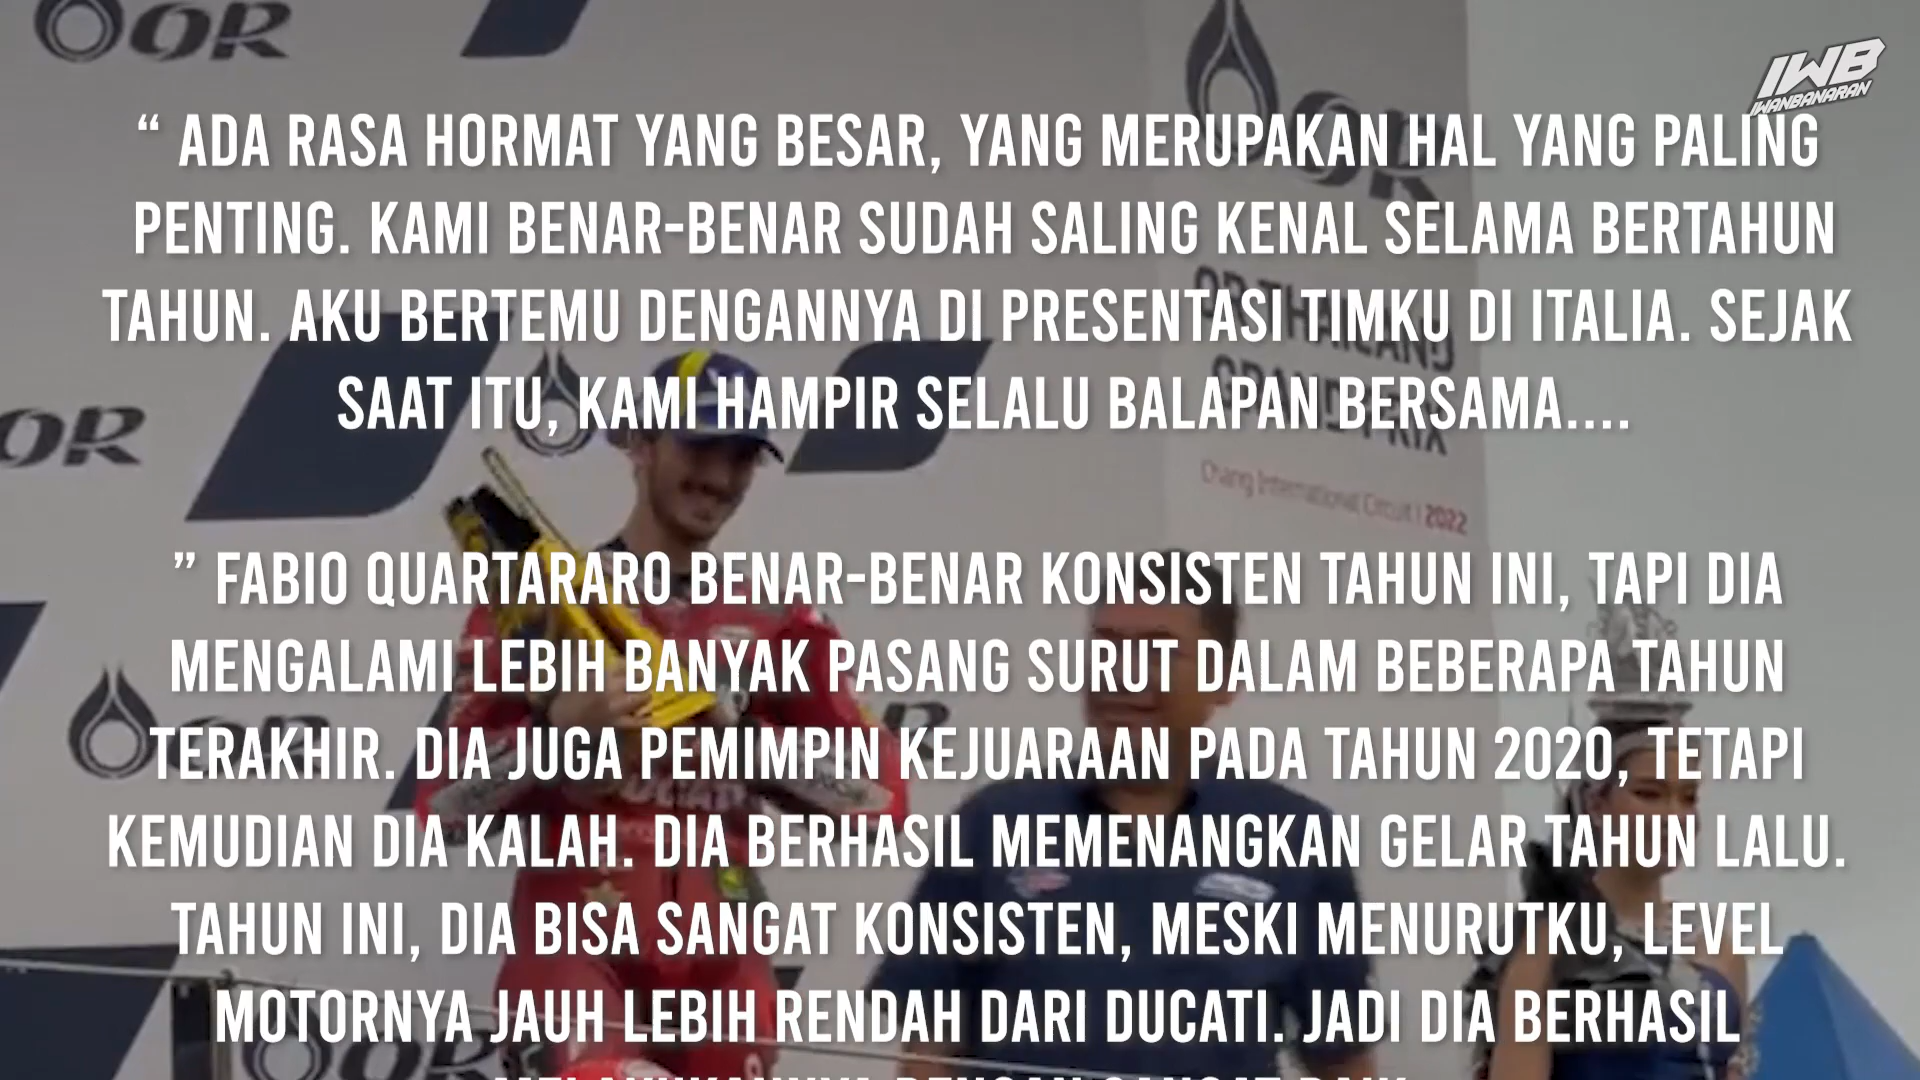 OR
IWB
IWANBANARAN
“ ADA RASA HORMAT YANG BESAR, YANG MERUPAKAN HAL YANG PALING
PENTING. KAMI BENAR-BENAR SUDAH SALING KENAL SELAMA BERTAHUN
TAHUN. AKU BERTEMU DENGANNYA DI PRESENTASI TIMKU DI ITALIA. SEJAK
SAAT ITU, KAMI HAMPIR SELALU BALAPAN BERSAMA....
OR
OR THAILAND
GRAND PRIX
Chang International Circuit | 2022
OR
” FABIO QUARTARARO BENAR-BENAR KONSISTEN TAHUN INI, TAPI DIA
MENGALAMI LEBIH BANYAK PASANG SURUT DALAM BEBERAPA TAHUN
TERAKHIR. DIA JUGA PEMIMPIN KEJUARAAN PADA TAHUN 2020, TETAPI
KEMUDIAN DIA KALAH. DIA BERHASIL MEMENANGKAN GELAR TAHUN LALU.
TAHUN INI, DIA BISA SANGAT KONSISTEN, MESKI MENURUTKU, LEVEL
MOTORNYA JAUH LEBIH RENDAH DARI DUCATI. JADI DIA BERHASIL